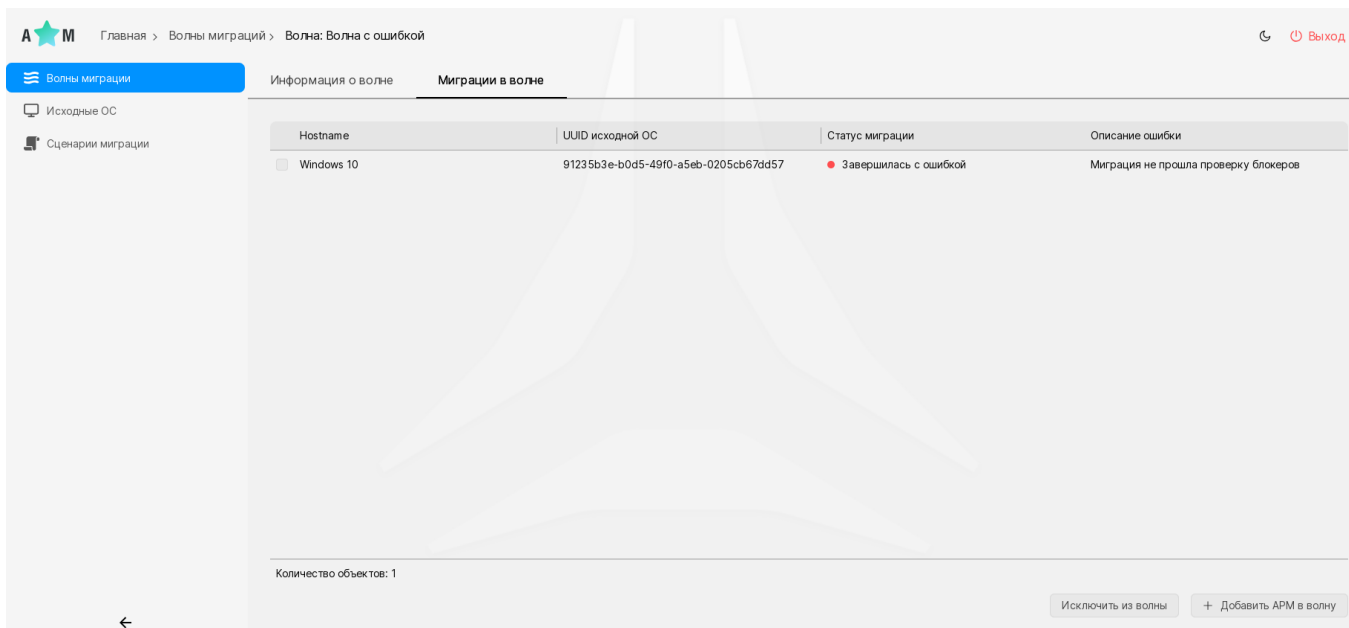 А М Главная > Волны миграций > Волна: Волна с ошибкой Выход
Волны миграции
Исходные ОС
Сценарии миграции
Информация о волне Миграции в волне
Hostname UUID исходной ОС Статус миграции Описание ошибки
Windows 10 91235b3e-b0d5-49f0-a5eb-0205cb67dd57 Завершилась с ошибкой Миграция не прошла проверку блокеров
Количество объектов: 1
Исключить из волны + Добавить АРМ в волну